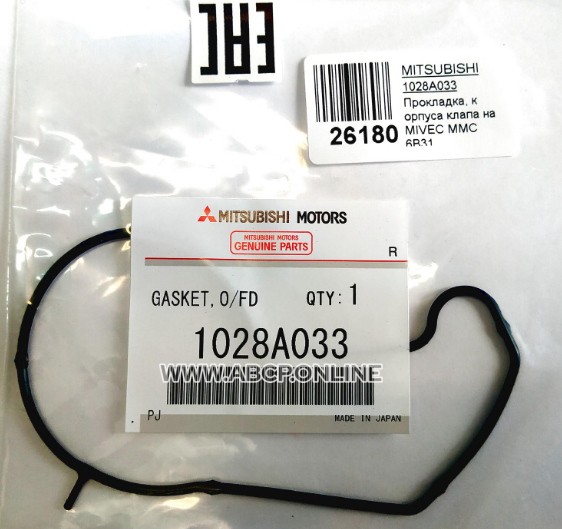 ЕАС
MITSUBISHI
1028A033
Прокладка, к
орпуса клапа на
MIVEC MMC
6B31
26180
MITSUBISHI MOTORS
MITSUBISHI MOTORS
GENUINE PARTS
R
GASKET,O/FD QTY:1
1028A033
WWW.ABCP.ONLINE
PJ MADE IN JAPAN